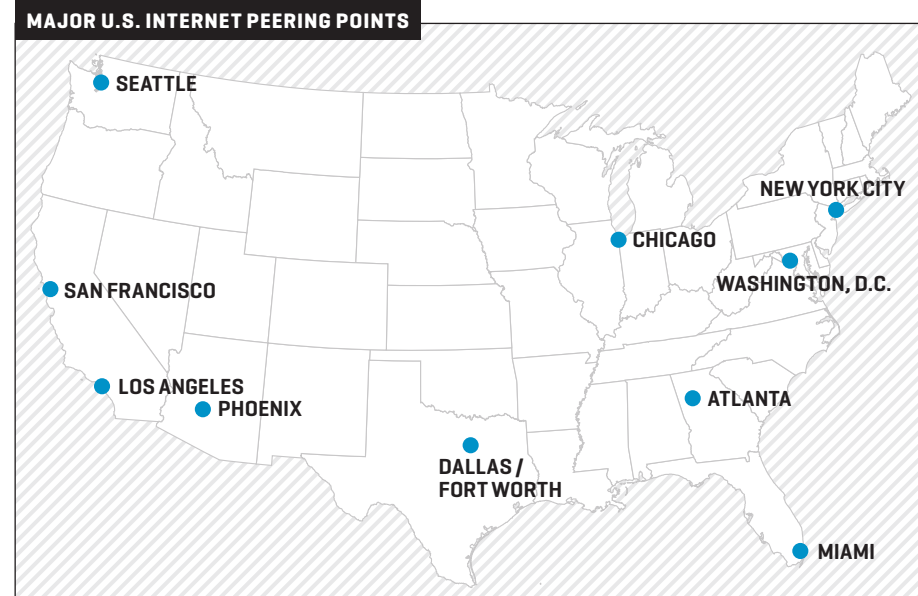 MAJOR U.S. INTERNET PEERING POINTS
SEATTLE
NEW YORK CITY
CHICAGO
WASHINGTON, D.C.
SAN FRANCISCO
LOS ANGELES
PHOENIX
ATLANTA
DALLAS /
FORT WORTH
MIAMI